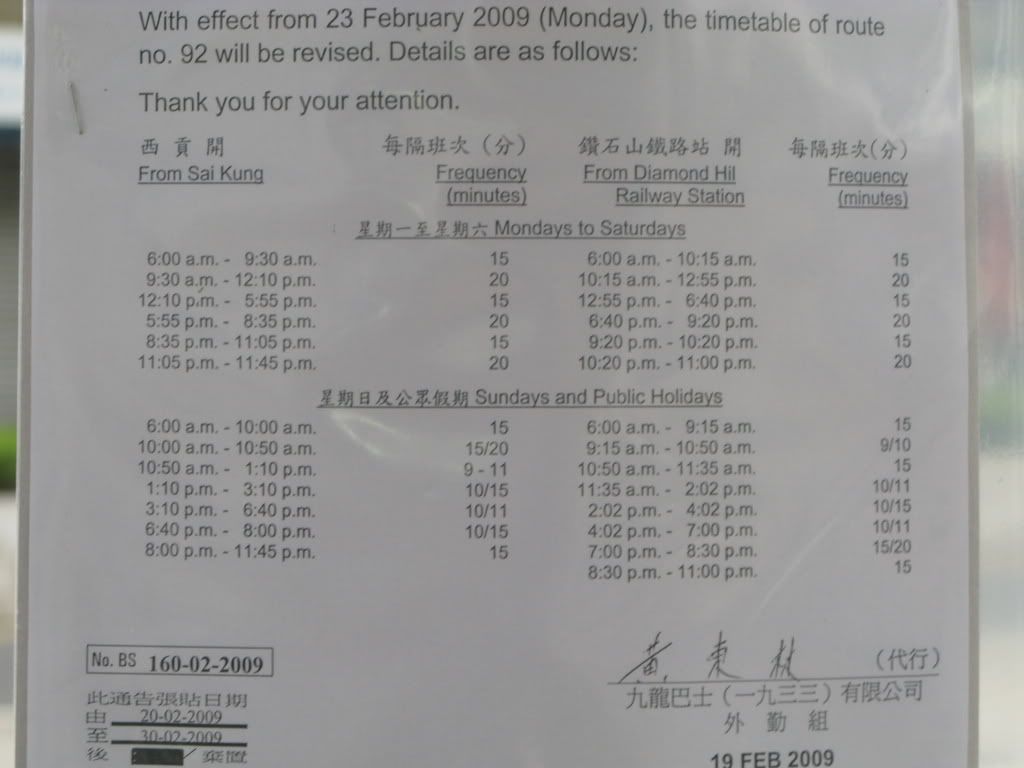 With effect from 23 February 2009 (Monday), the timetable of route
no. 92 will be revised. Details are as follows:
Thank you for your attention.
西貢開 每隔班次（分） 鑽石山鐵路站 開 每隔班次(分)
From Sai Kung Frequency From Diamond Hil Frequency
(minutes) Railway Station (minutes)
星期一至星期六 Mondays to Saturdays
6:00 a.m. - 9:30 a.m. 15 6:00 a.m. - 10:15 a.m. 15
9:30 a.m. - 12:10 p.m. 20 10:15 a.m. - 12:55 p.m. 20
12:10 p.m. - 5:55 p.m. 15 12:55 p.m. - 6:40 p.m. 15
5:55 p.m. - 8:35 p.m. 20 6:40 p.m. - 9:20 p.m. 20
8:35 p.m. - 11:05 p.m. 15 9:20 p.m. - 10:20 p.m. 15
11:05 p.m. - 11:45 p.m. 20 10:20 p.m. - 11:00 p.m. 20
星期日及公眾假期 Sundays and Public Holidays
6:00 a.m. - 10:00 a.m. 15 6:00 a.m. - 9:15 a.m. 15
10:00 a.m. - 10:50 a.m. 15/20 9:15 a.m. - 10:50 a.m. 9/10
10:50 a.m. - 1:10 p.m. 9 - 11 10:50 a.m. - 11:35 a.m. 15
1:10 p.m. - 3:10 p.m. 10/15 11:35 a.m. - 2:02 p.m. 10/11
3:10 p.m. - 6:40 p.m. 10/11 2:02 p.m. - 4:02 p.m. 10/15
6:40 p.m. - 8:00 p.m. 10/15 4:02 p.m. - 7:00 p.m. 10/11
8:00 p.m. - 11:45 p.m. 15 7:00 p.m. - 8:30 p.m. 15/20
8:30 p.m. - 11:00 p.m. 15
No. BS 160-02-2009
黃東林 （代行）
九龍巴士（一九三三）有限公司
外勤組
19 FEB 2009
此通告張貼日期
由 20-02-2009
至 30-02-2009
後 棄置